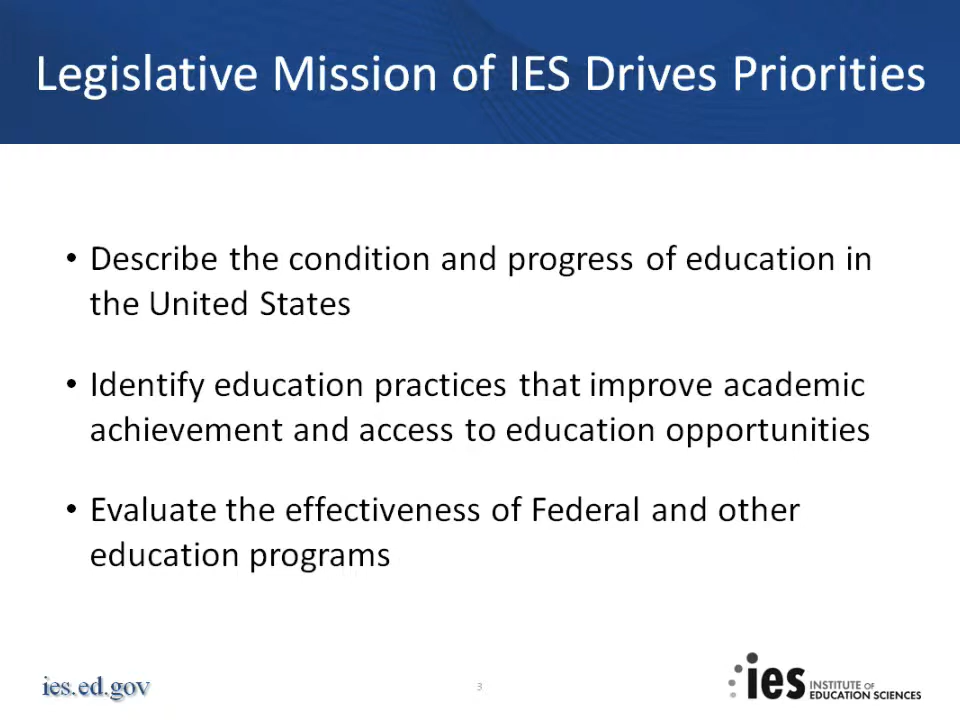 Legislative Mission of IES Drives Priorities
• Describe the condition and progress of education in
the United States
• Identify education practices that improve academic
achievement and access to education opportunities
• Evaluate the effectiveness of Federal and other
education programs
ies.ed.gov
3
ies INSTITUTE OF
EDUCATION SCIENCES